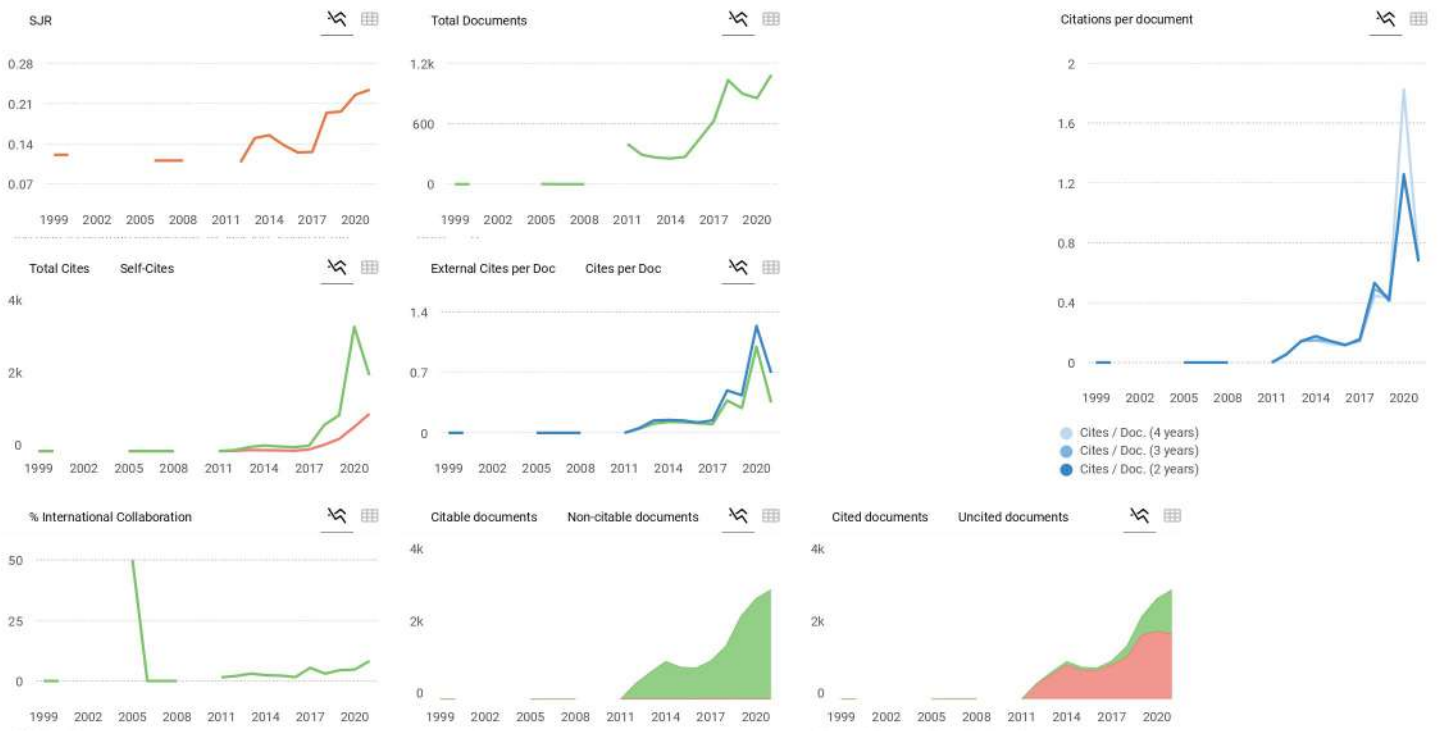 SJR
0.28
0.21
0.14
0.07
1999 2002 2005 2008 2011 2014 2017 2020
Total Documents
1.2k
600
0
1999 2002 2005 2008 2011 2014 2017 2020
Citations per document
2
1.6
1.2
0.8
0.4
0
1999 2002 2005 2008 2011 2014 2017 2020
Cites / Doc. (4 years)
Cites / Doc. (3 years)
Cites / Doc. (2 years)
Total Cites Self-Cites
4k
2k
0
1999 2002 2005 2008 2011 2014 2017 2020
External Cites per Doc Cites per Doc
1.4
0.7
0
1999 2002 2005 2008 2011 2014 2017 2020
% International Collaboration
50
25
0
1999 2002 2005 2008 2011 2014 2017 2020
Citable documents Non-citable documents
4k
2k
0
1999 2002 2005 2008 2011 2014 2017 2020
Cited documents Uncited documents
4k
2k
0
1999 2002 2005 2008 2011 2014 2017 2020